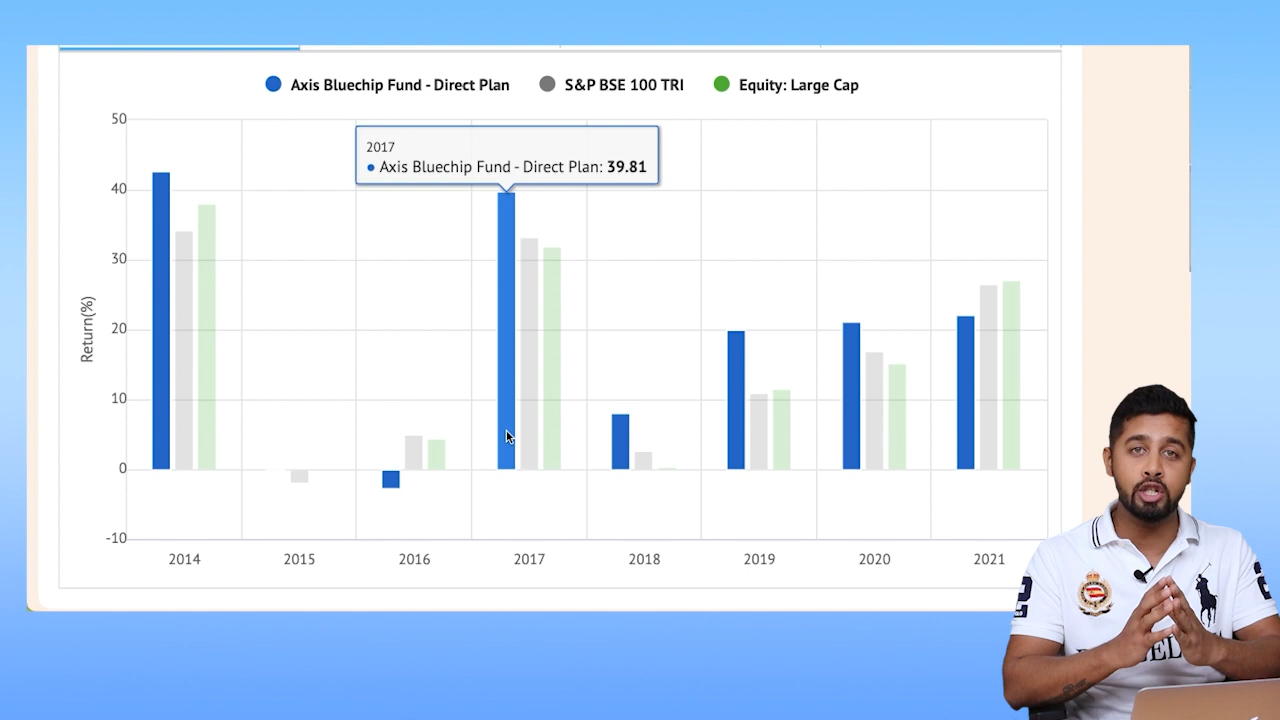 Axis Bluechip Fund - Direct Plan S&P BSE 100 TRI Equity: Large Cap
50
2017
Axis Bluechip Fund - Direct Plan: 39.81
40
30
20
10
0
-10
Return(%)
2014 2015 2016 2017 2018 2019 2020 2021
2